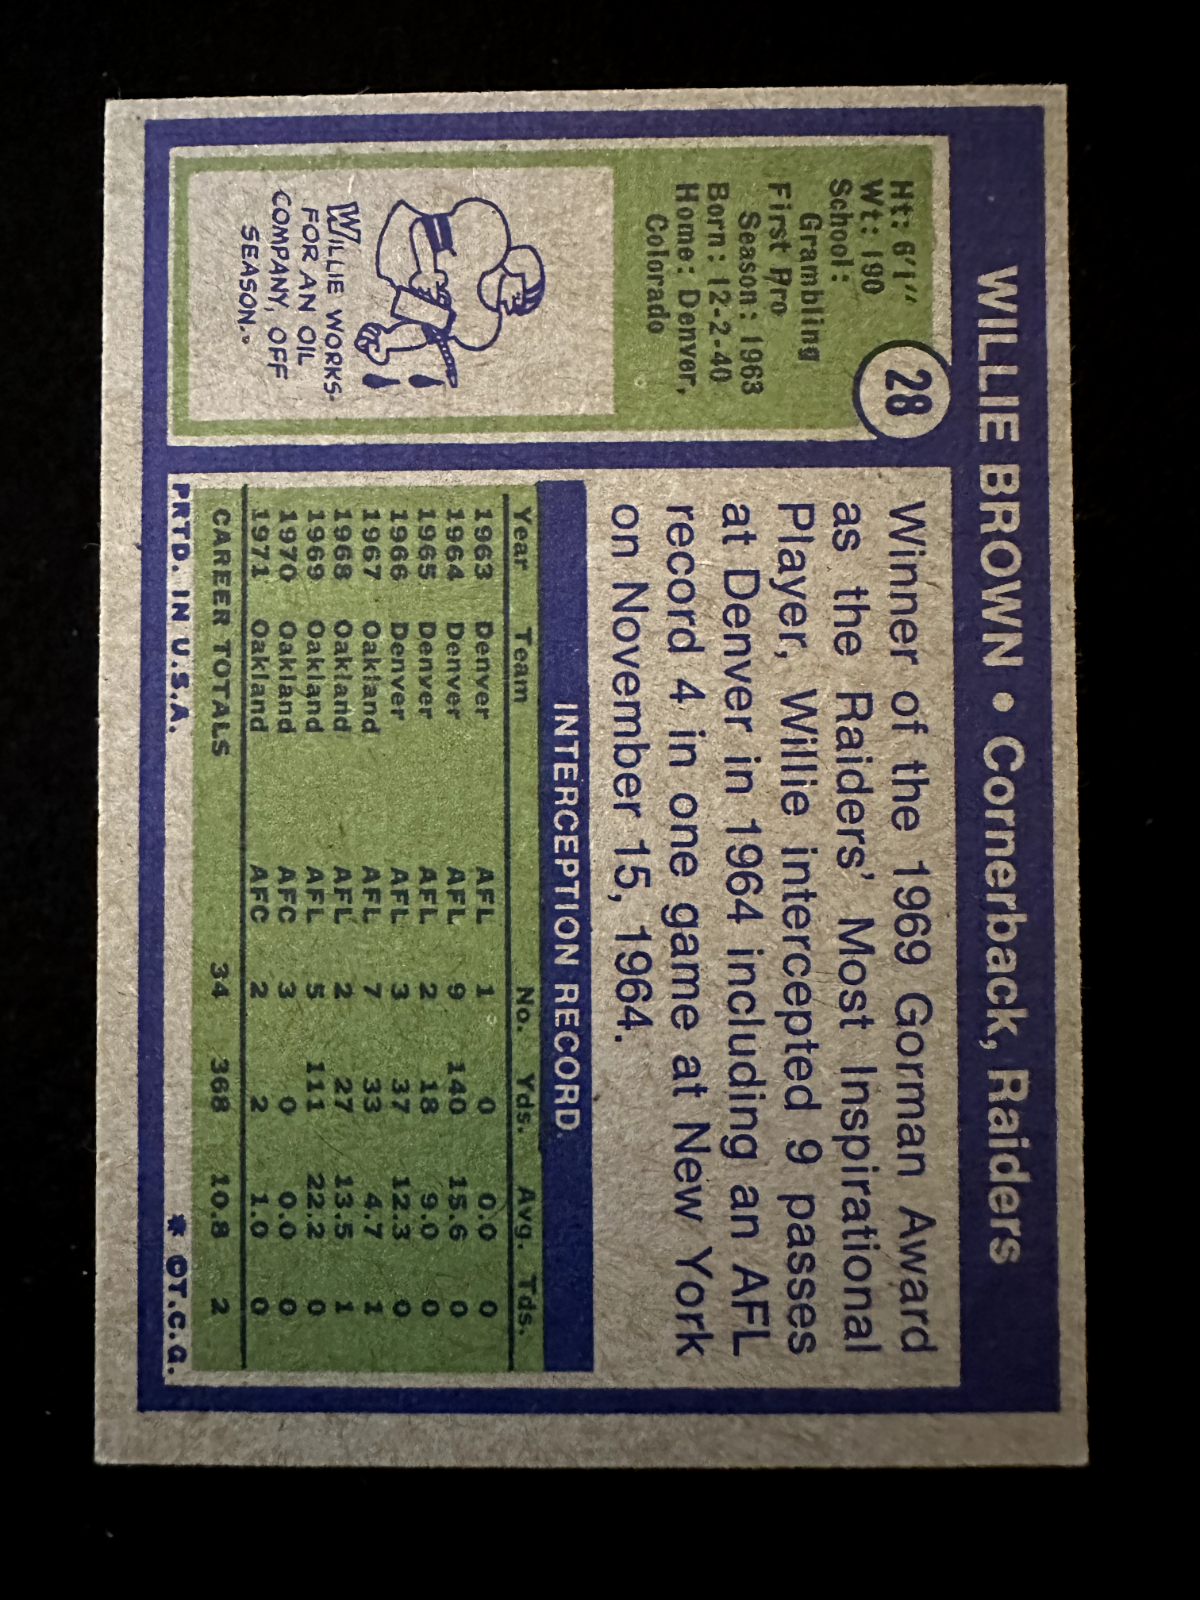 WILLIE BROWN • Cornerback, Raiders
28
Ht: 6'1"
Wt: 190
School:
Grambling
First Pro
Season: 1963
Born: 12-2-40
Home: Denver,
Colorado
WILLIE WORKS
FOR AN OIL
COMPANY, OFF
SEASON.
Winner of the 1969 Gorman Award
as the Raiders' Most Inspirational
Player, Willie intercepted 9 passes
at Denver in 1964 including an AFL
record 4 in one game at New York
on November 15, 1964.
INTERCEPTION RECORD
Year Team No. Yds. Avg. Tds.
1963 Denver AFL 1 0 0.0 0
1964 Denver AFL 9 140 15.6 0
1965 Denver AFL 2 18 9.0 0
1966 Denver AFL 3 37 12.3 0
1967 Oakland AFL 7 33 4.7 1
1968 Oakland AFL 2 27 13.5 1
1969 Oakland AFL 5 111 22.2 0
1970 Oakland AFC 3 0 0.0 0
1971 Oakland AFC 2 2 1.0 0
CAREER TOTALS 34 368 10.8 2
PRTD. IN U.S.A. * ©T.C.G.